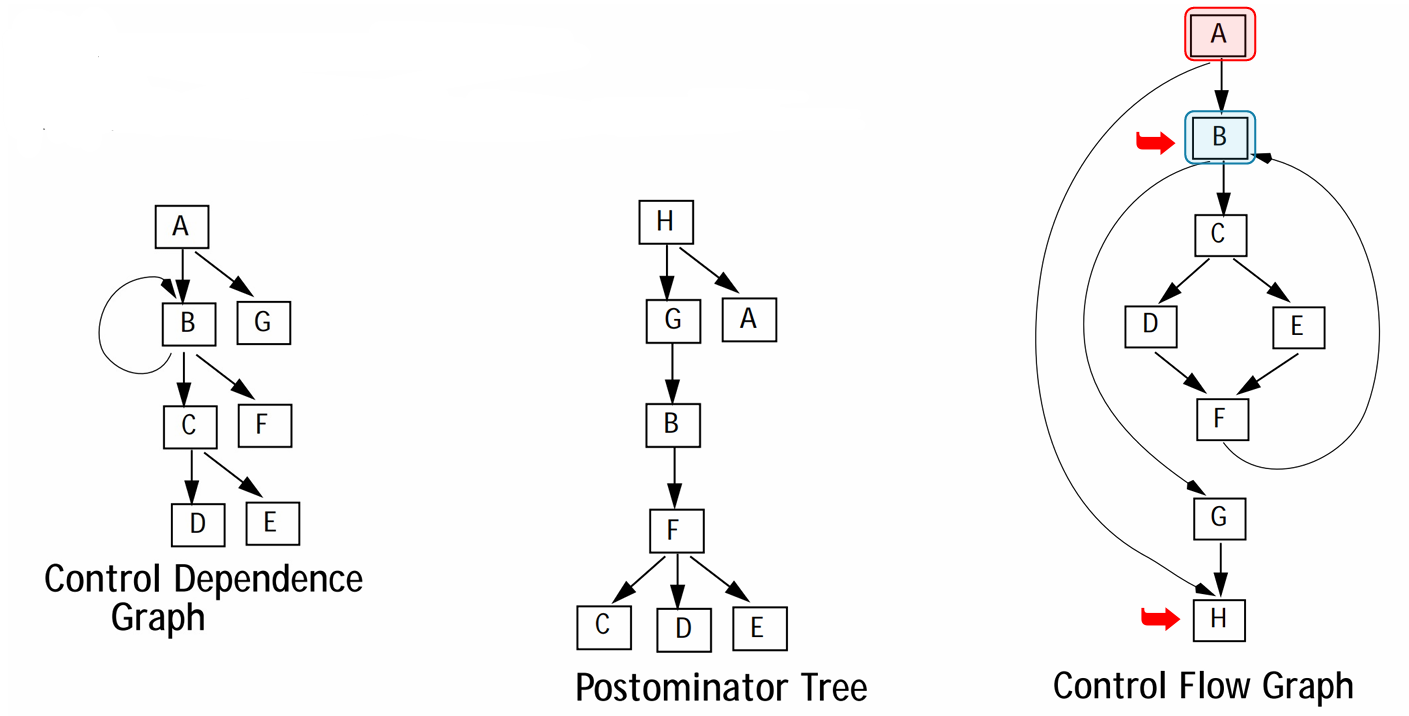 A
B
G
C
F
D
E
Control Dependence
Graph
H
G
A
B
F
C
D
E
Postominator Tree
A
B
C
D
E
F
G
H
Control Flow Graph